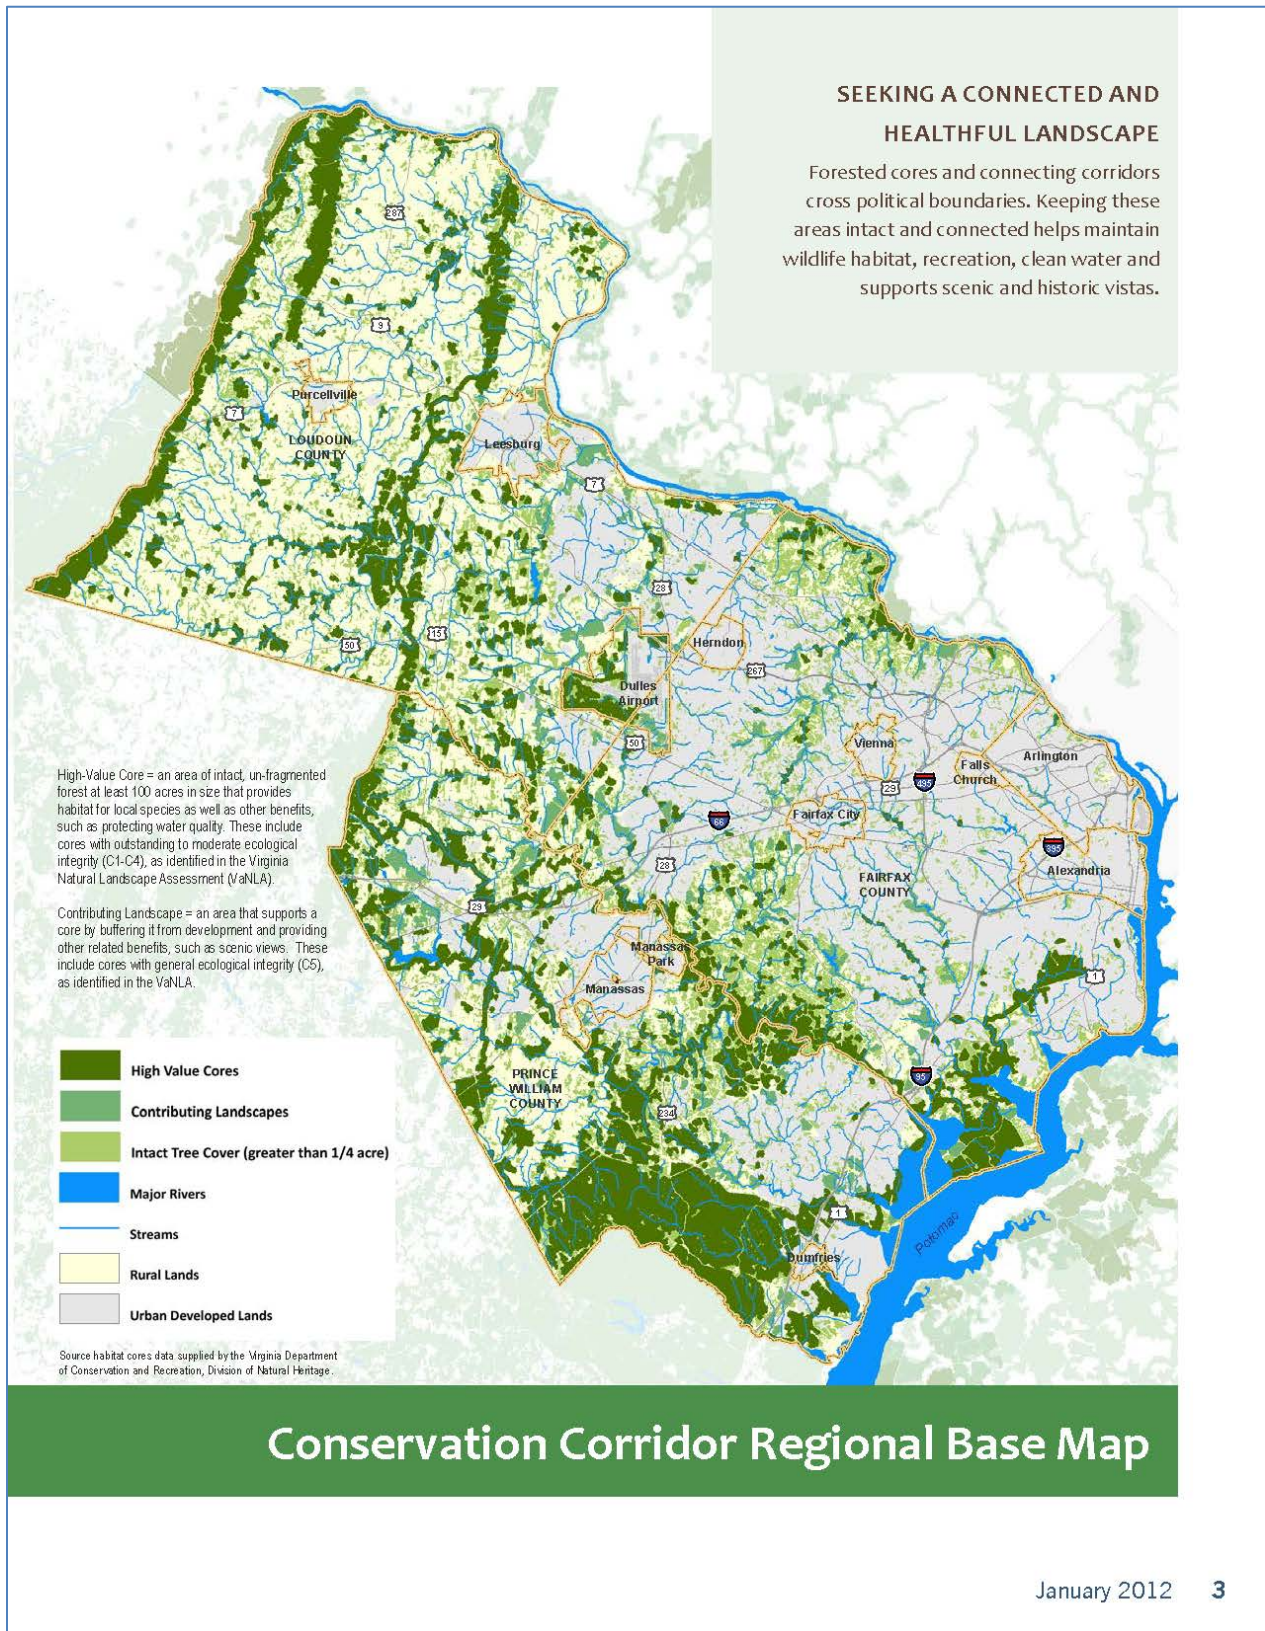 SEEKING A CONNECTED AND
HEALTHFUL LANDSCAPE
Forested cores and connecting corridors
cross political boundaries. Keeping these
areas intact and connected helps maintain
wildlife habitat, recreation, clean water and
supports scenic and historic vistas.
287
9
Purcellville
7
LOUDOUN
COUNTY
Leesburg
7
28
50
15
Herndon
267
Dulles
Airport
50
Vienna
Falls
Church
Arlington
29
495
66
Fairfax City
395
28
Alexandria
FAIRFAX
COUNTY
29
Manassas
Park
Manassas
1
PRINCE
WILLIAM
COUNTY
95
234
1
Dumfries
Potomac
High-Value Core = an area of intact, un-fragmented
forest at least 100 acres in size that provides
habitat for local species as well as other benefits,
such as protecting water quality. These include
cores with outstanding to moderate ecological
integrity (C1-C4), as identified in the Virginia
Natural Landscape Assessment (VaNLA).
Contributing Landscape = an area that supports a
core by buffering it from development and providing
other related benefits, such as scenic views. These
include cores with general ecological integrity (C5),
as identified in the VaNLA.
High Value Cores
Contributing Landscapes
Intact Tree Cover (greater than 1/4 acre)
Major Rivers
Streams
Rural Lands
Urban Developed Lands
Source habitat cores data supplied by the Virginia Department
of Conservation and Recreation, Division of Natural Heritage.
Conservation Corridor Regional Base Map
January 2012 3